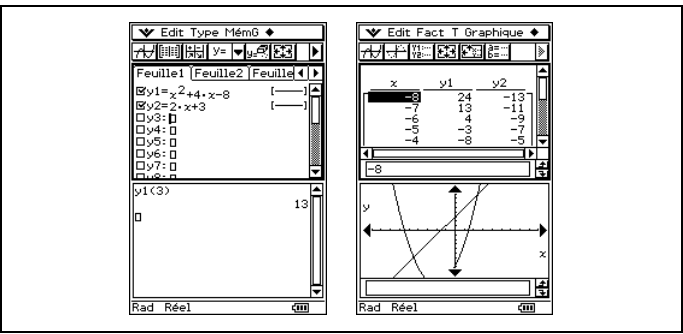 Edit Type MémG ◆
Y=
Feuille1 Feuille2 Feuille
y1=x²+4·x-8 [—]
y2=2·x+3 [—]
y3:
y4:
y5:
y6:
y7:
y8:
y1(3)
13
Rad Réel
Edit Fact T Graphique ◆
x y1 y2
-8 24 -13
-7 13 -11
-6 4 -9
-5 -3 -7
-4 -8 -5
-8
y
x
Rad Réel